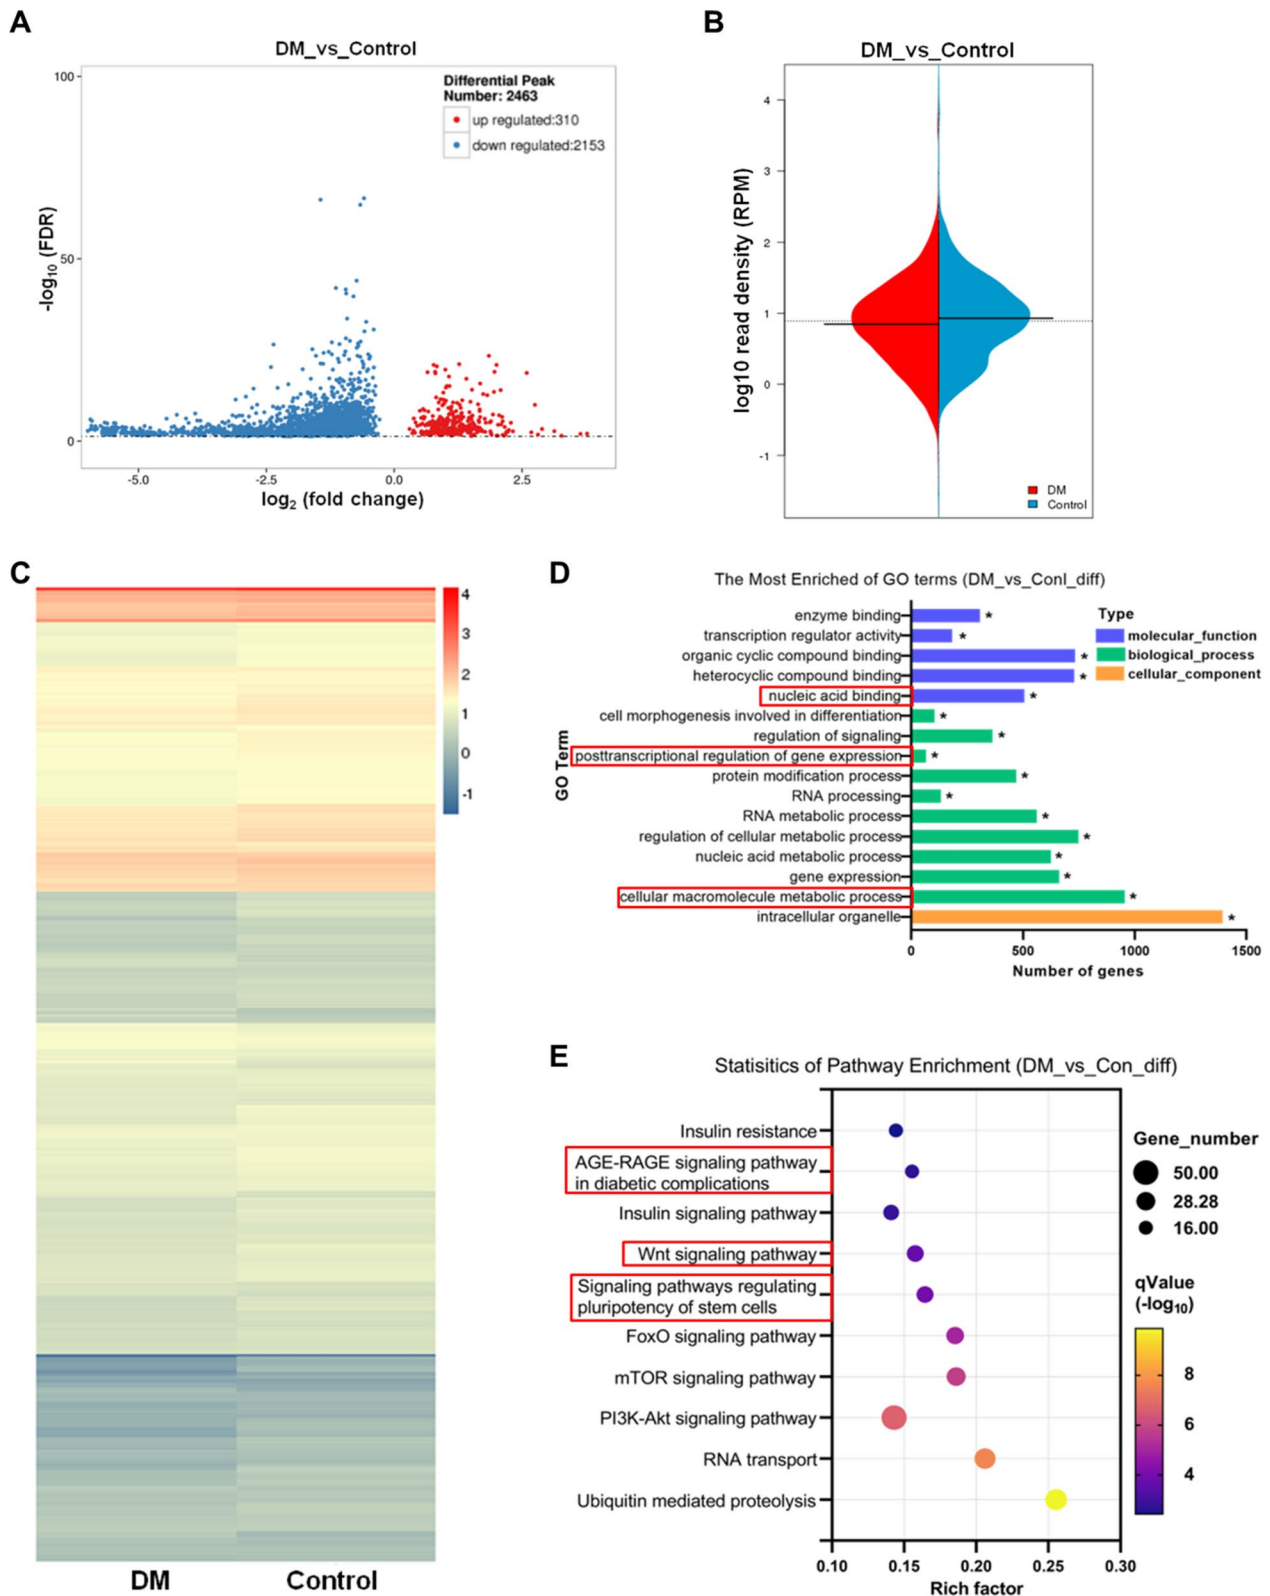 A
DM_vs_Control
Differential Peak
Number: 2463
up regulated:310
down regulated:2153
-log10 (FDR)
100
50
0
-5.0
-2.5
0.0
2.5
log2 (fold change)
B
DM_vs_Control
log10 read density (RPM)
4
3
2
1
0
-1
DM
Control
C
4
3
2
1
0
-1
DM
Control
D
The Most Enriched of GO terms (DM_vs_Conl_diff)
GO Term
enzyme binding
transcription regulator activity
organic cyclic compound binding
heterocyclic compound binding
nucleic acid binding
cell morphogenesis involved in differentiation
regulation of signaling
posttranscriptional regulation of gene expression
protein modification process
RNA processing
RNA metabolic process
regulation of cellular metabolic process
nucleic acid metabolic process
gene expression
cellular macromolecule metabolic process
intracellular organelle
* * * * * * * * * * * * * * * *
Type
molecular_function
biological_process
cellular_component
0
500
1000
1500
Number of genes
E
Statisitics of Pathway Enrichment (DM_vs_Con_diff)
Insulin resistance
AGE-RAGE signaling pathway
in diabetic complications
Insulin signaling pathway
Wnt signaling pathway
Signaling pathways regulating
pluripotency of stem cells
FoxO signaling pathway
mTOR signaling pathway
PI3K-Akt signaling pathway
RNA transport
Ubiquitin mediated proteolysis
0.10
0.15
0.20
0.25
0.30
Rich factor
Gene_number
50.00
28.28
16.00
qValue
(-log10)
8
6
4